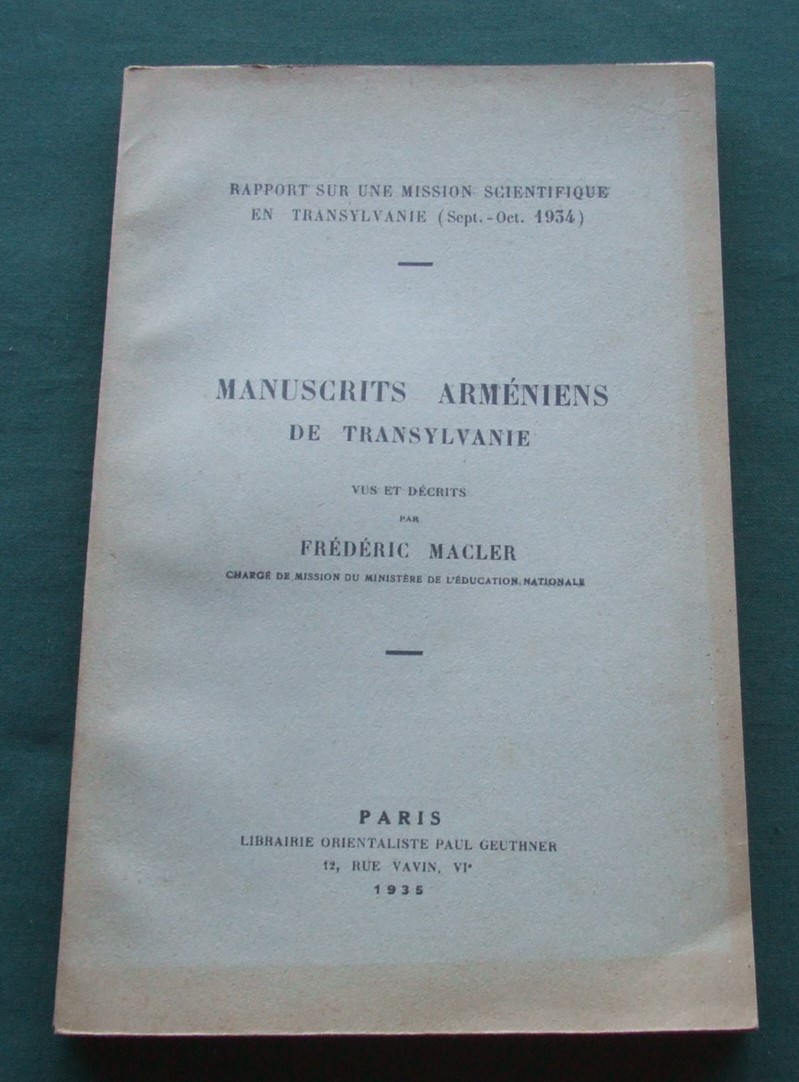 RAPPORT SUR UNE MISSION SCIENTIFIQUE
EN TRANSYLVANIE (Sept.-Oct. 1934)
MANUSCRITS ARMÉNIENS
DE TRANSYLVANIE
VUS ET DÉCRITS
PAR
FRÉDÉRIC MACLER
CHARGÉ DE MISSION DU MINISTÈRE DE L'ÉDUCATION NATIONALE
PARIS
LIBRAIRIE ORIENTALISTE PAUL GEUTHNER
12, RUE VAVIN, VIe
1935